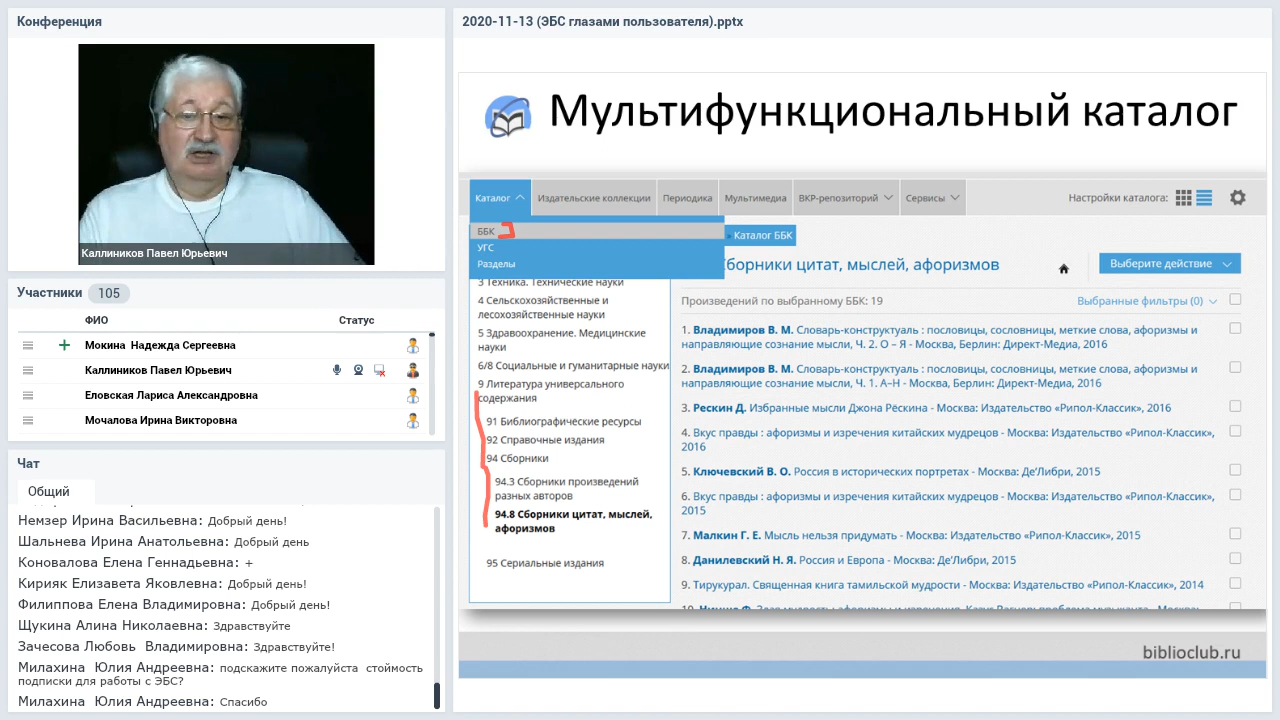 Конференция
Каллиников Павел Юрьевич
Участники 105
ФИО Статус
Мокина Надежда Сергеевна
Каллиников Павел Юрьевич
Еловская Лариса Александровна
Мочалова Ирина Викторовна
Чат
Общий
Немзер Ирина Васильевна: Добрый день!
Шальнева Ирина Анатольевна: Добрый день
Коновалова Елена Геннадьевна: +
Кирияк Елизавета Яковлевна: Добрый день!
Филиппова Елена Владимировна: Добрый день!
Щукина Алина Николаевна: Здравствуйте
Зачесова Любовь Владимировна: Здравствуйте!
Милахина Юлия Андреевна: подскажите пожалуйста стоимость
подписки для работы с ЭБС?
Милахина Юлия Андреевна: Спасибо
2020-11-13 (ЭБС глазами пользователя).pptx
Мультифункциональный каталог
Каталог Издательские коллекции Периодика Мультимедиа ВКР-репозиторий Сервисы Настройки каталога:
ББК
УГС
Разделы
3 Техника. Технические науки
4 Сельскохозяйственные и
лесохозяйственные науки
5 Здравоохранение. Медицинские
науки
6/8 Социальные и гуманитарные науки
9 Литература универсального
содержания
91 Библиографические ресурсы
92 Справочные издания
94 Сборники
94.3 Сборники произведений
разных авторов
94.8 Сборники цитат, мыслей,
афоризмов
95 Сериальные издания
Каталог ББК
борники цитат, мыслей, афоризмов
Выберите действие
Произведений по выбранному ББК: 19 Выбранные фильтры (0)
1. Владимиров В. М. Словарь-конструктуаль : пословицы, сословницы, меткие слова, афоризмы и
направляющие сознание мысли, Ч. 2. О – Я - Москва, Берлин: Директ-Медиа, 2016
2. Владимиров В. М. Словарь-конструктуаль : пословицы, сословницы, меткие слова, афоризмы и
направляющие сознание мысли, Ч. 1. А–Н - Москва, Берлин: Директ-Медиа, 2016
3. Рескин Д. Избранные мысли Джона Рёскина - Москва: Издательство «Рипол-Классик», 2016
4. Вкус правды : афоризмы и изречения китайских мудрецов - Москва: Издательство «Рипол-Классик»,
2016
5. Ключевский В. О. Россия в исторических портретах - Москва: Де'Либри, 2015
6. Вкус правды : афоризмы и изречения китайских мудрецов - Москва: Издательство «Рипол-Классик»,
2015
7. Малкин Г. Е. Мысль нельзя придумать - Москва: Издательство «Рипол-Классик», 2015
8. Данилевский Н. Я. Россия и Европа - Москва: Де'Либри, 2015
9. Тирукурал. Священная книга тамильской мудрости - Москва: Издательство «Рипол-Классик», 2014
biblioclub.ru